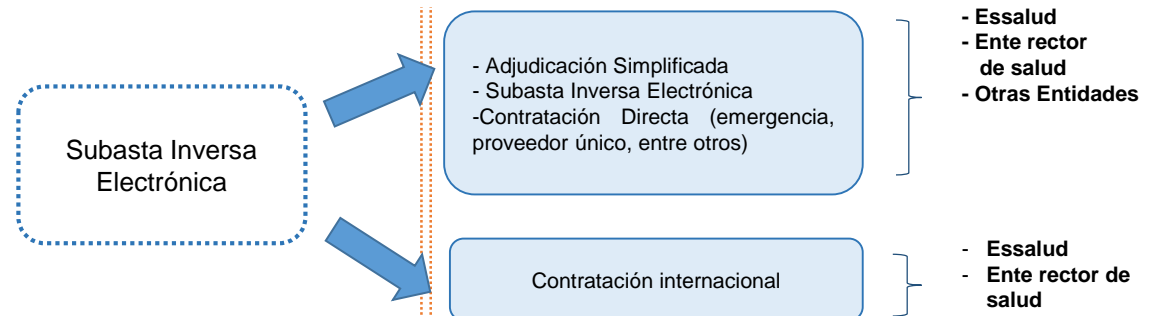 Subasta Inversa
Electrónica
- Adjudicación Simplificada
- Subasta Inversa Electrónica
-Contratación Directa (emergencia,
proveedor único, entre otros)
- Essalud
- Ente rector
de salud
- Otras Entidades
Contratación internacional
- Essalud
- Ente rector de
salud